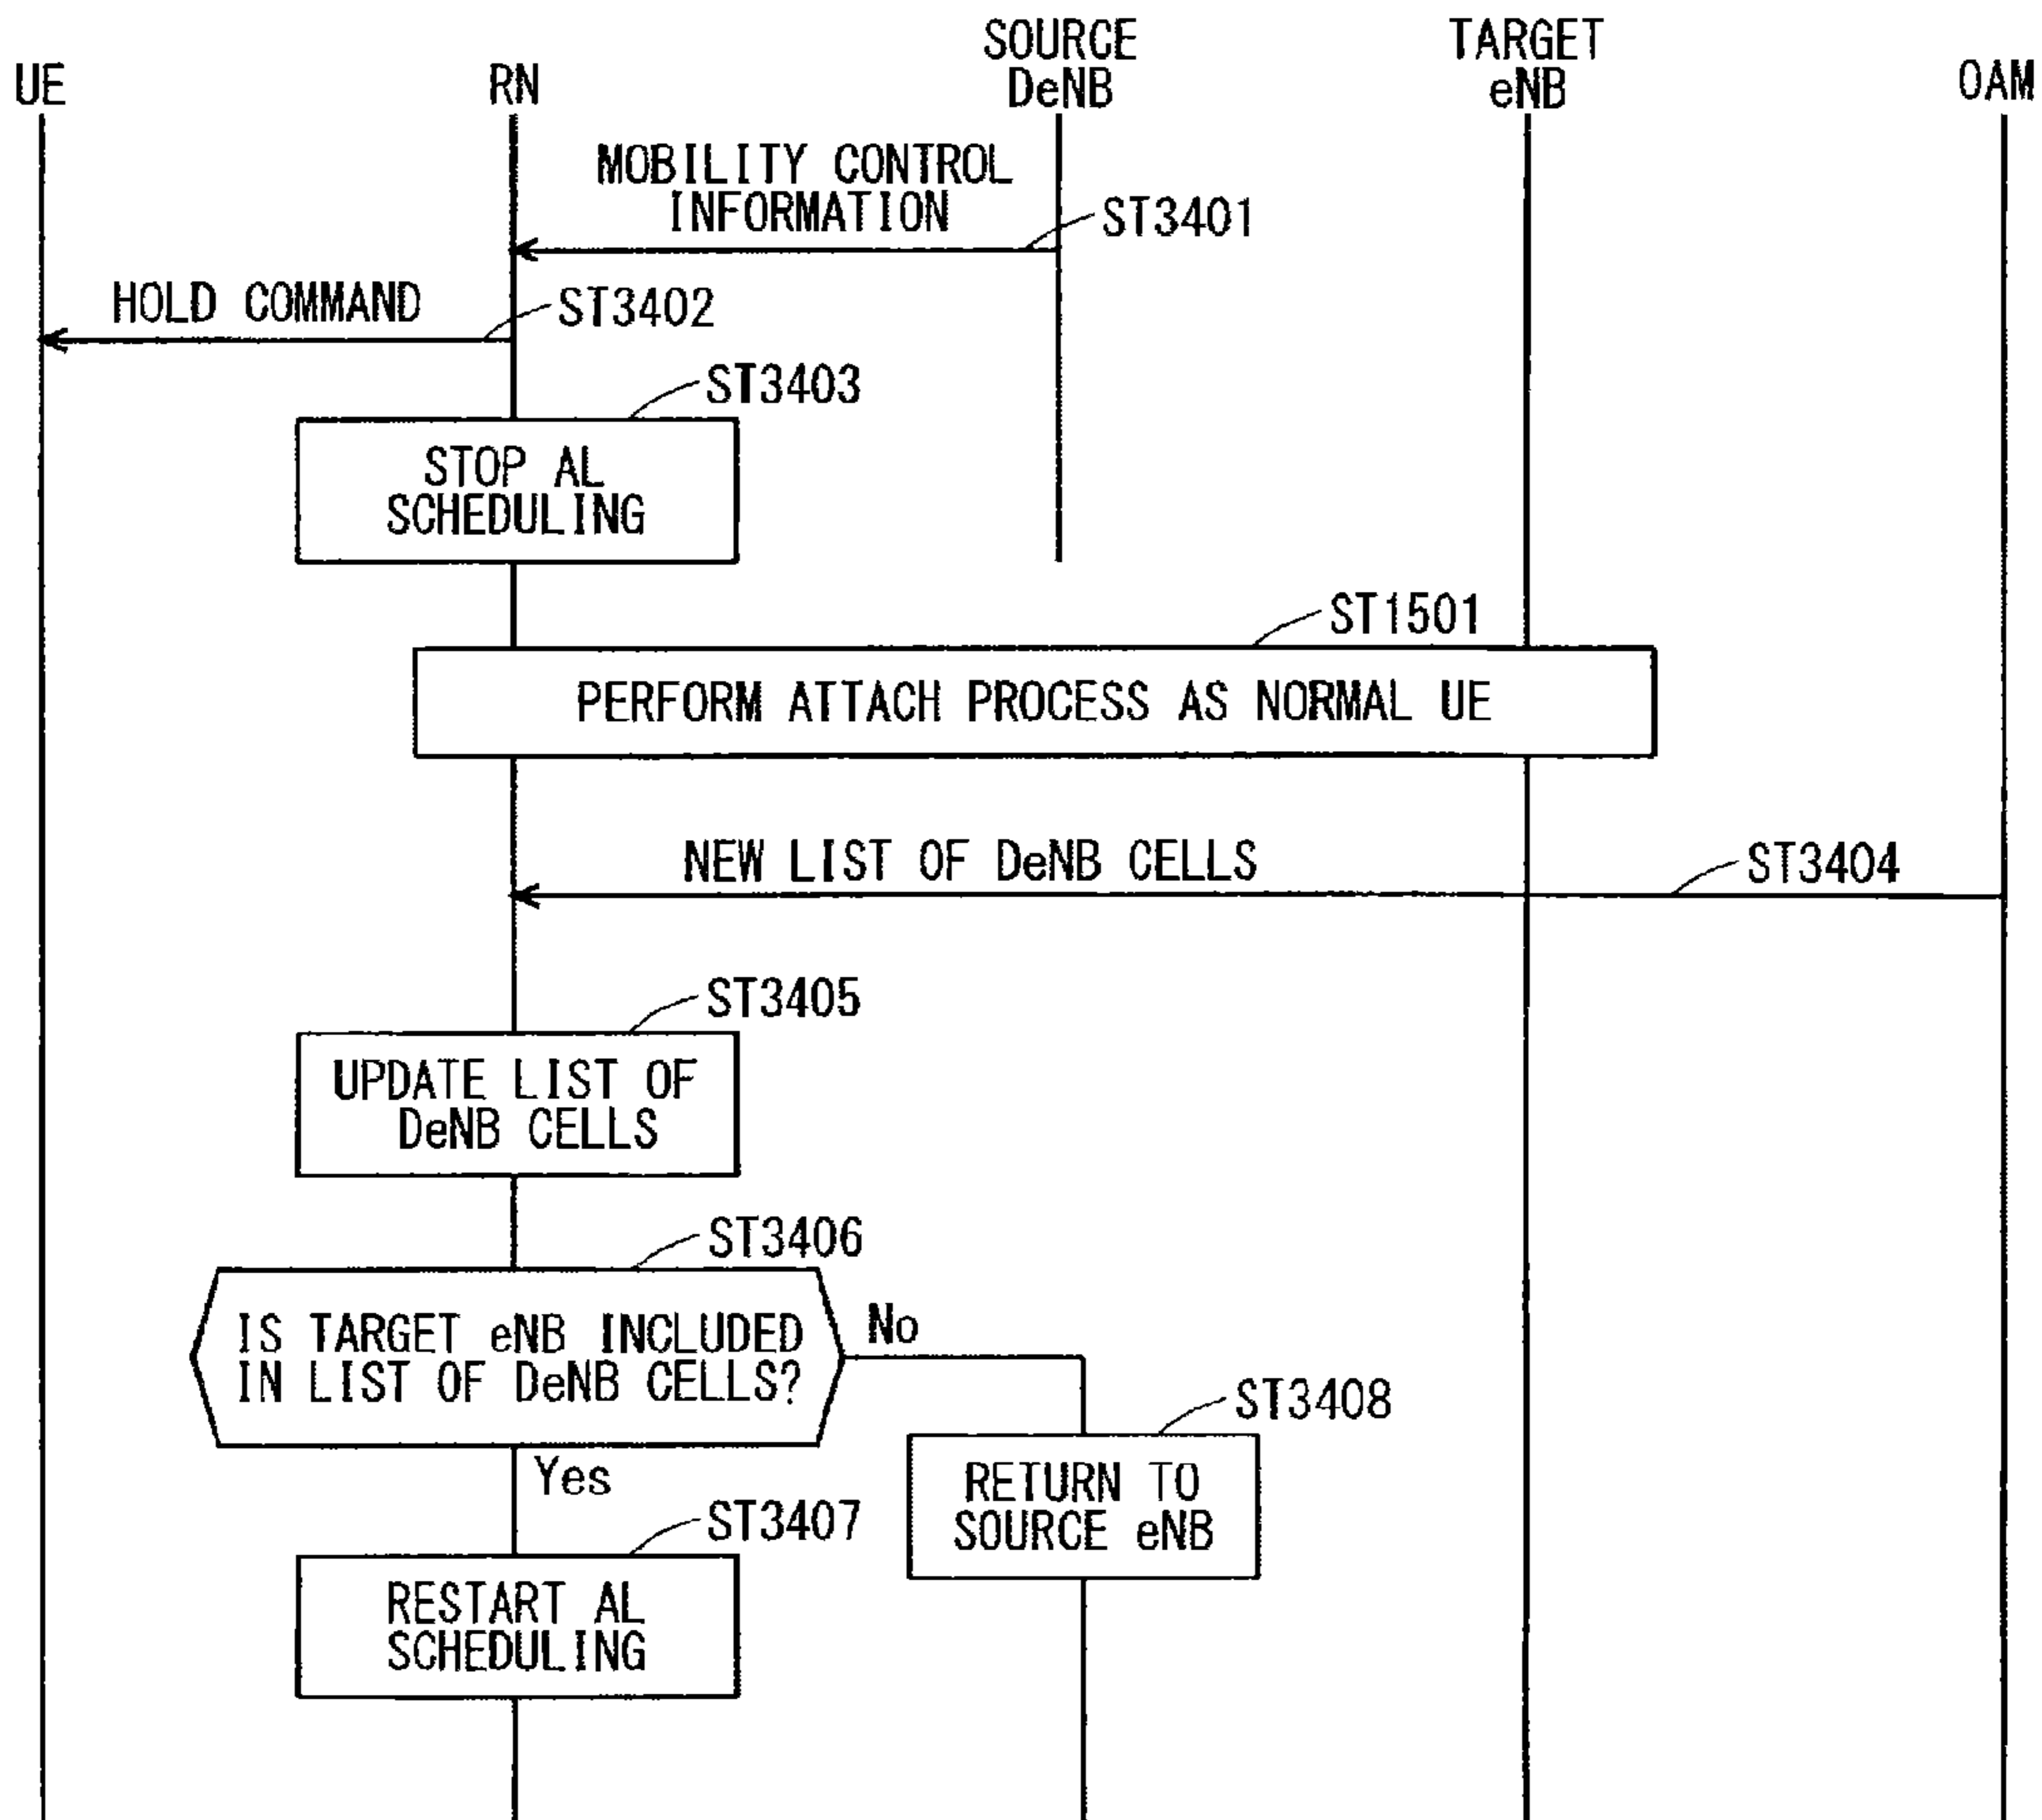 UE
RN
SOURCE
DeNB
TARGET
eNB
OAM
MOBILITY CONTROL
INFORMATION
ST3401
HOLD COMMAND
ST3402
ST3403
STOP AL
SCHEDULING
ST1501
PERFORM ATTACH PROCESS AS NORMAL UE
NEW LIST OF DeNB CELLS
ST3404
ST3405
UPDATE LIST OF
DeNB CELLS
ST3406
IS TARGET eNB INCLUDED
IN LIST OF DeNB CELLS?
No
ST3408
RETURN TO
SOURCE eNB
Yes
ST3407
RESTART AL
SCHEDULING